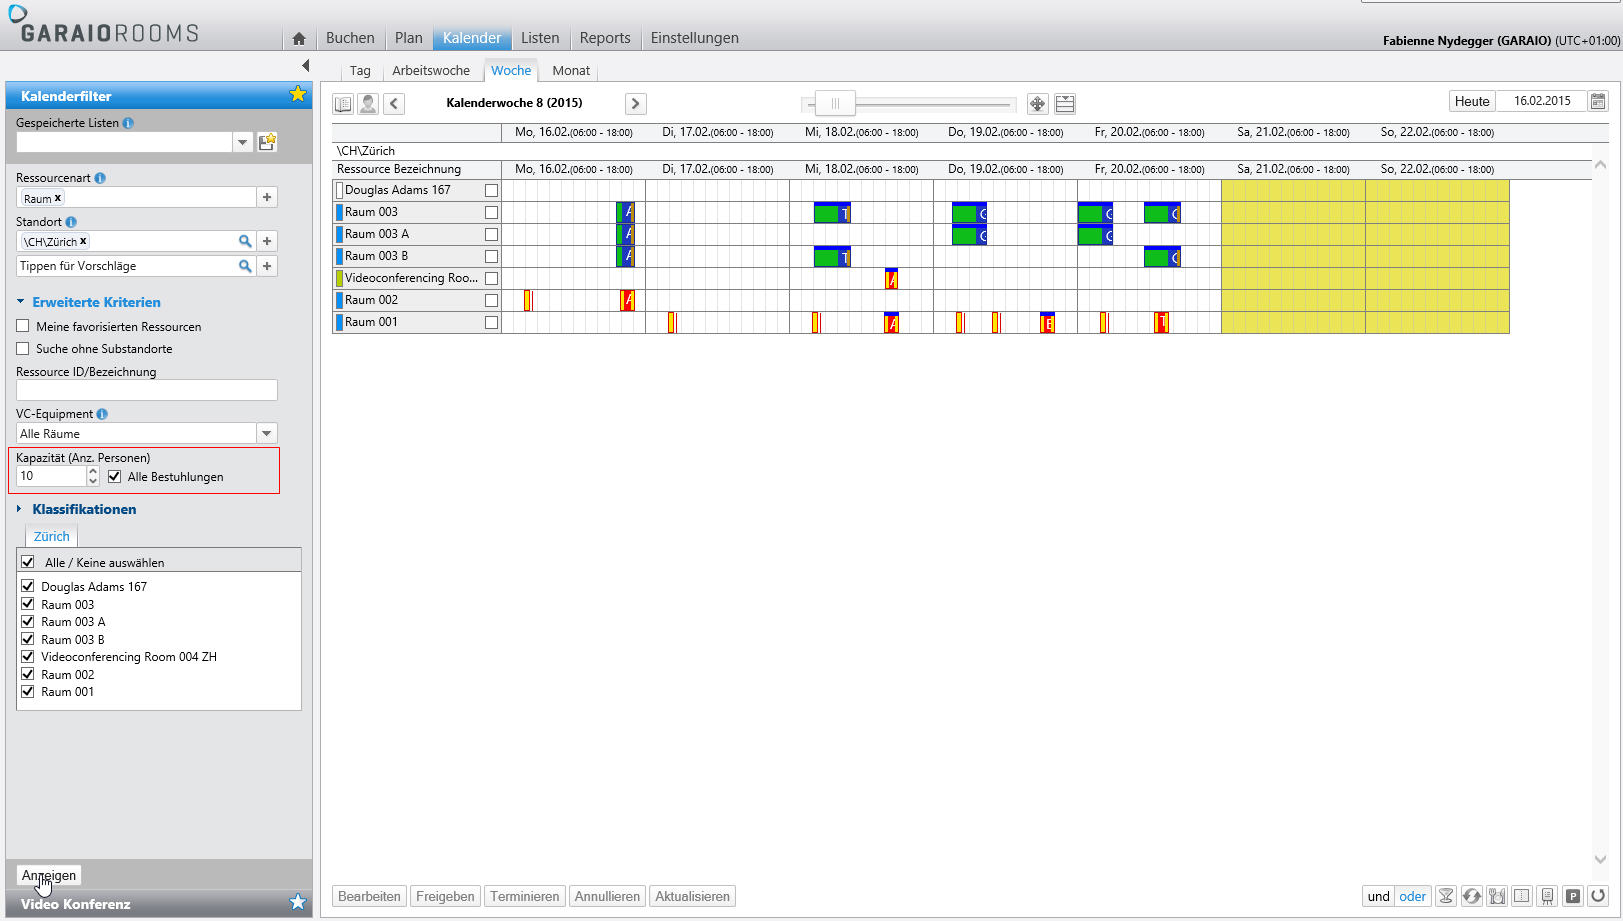 GARAIOROOMS
Buchen Plan Kalender Listen Reports Einstellungen
Fabienne Nydegger (GARAIO) (UTC+01:00)
Tag Arbeitswoche Woche Monat
Kalenderfilter
Kalenderwoche 8 (2015)
Heute 16.02.2015
Gespeicherte Listen
Mo, 16.02.(06:00 - 18:00) Di, 17.02.(06:00 - 18:00) Mi, 18.02.(06:00 - 18:00) Do, 19.02.(06:00 - 18:00) Fr, 20.02.(06:00 - 18:00) Sa, 21.02.(06:00 - 18:00) So, 22.02.(06:00 - 18:00)
\CH\Zürich
Ressource Bezeichnung Mo, 16.02.(06:00 - 18:00) Di, 17.02.(06:00 - 18:00) Mi, 18.02.(06:00 - 18:00) Do, 19.02.(06:00 - 18:00) Fr, 20.02.(06:00 - 18:00) Sa, 21.02.(06:00 - 18:00) So, 22.02.(06:00 - 18:00)
Douglas Adams 167
Raum 003
Raum 003 A
Raum 003 B
Videoconferencing Roo...
Raum 002
Raum 001
Ressourcenart
Raum x
Standort
\CH\Zürich x
Tippen für Vorschläge
Erweiterte Kriterien
Meine favorisierten Ressourcen
Suche ohne Substandorte
Ressource ID/Bezeichnung
VC-Equipment
Alle Räume
Kapazität (Anz. Personen)
10 Alle Bestuhlungen
Klassifikationen
Zürich
Alle / Keine auswählen
Douglas Adams 167
Raum 003
Raum 003 A
Raum 003 B
Videoconferencing Room 004 ZH
Raum 002
Raum 001
Anzeigen
Video Konferenz
Bearbeiten Freigeben Terminieren Annullieren Aktualisieren
und oder P